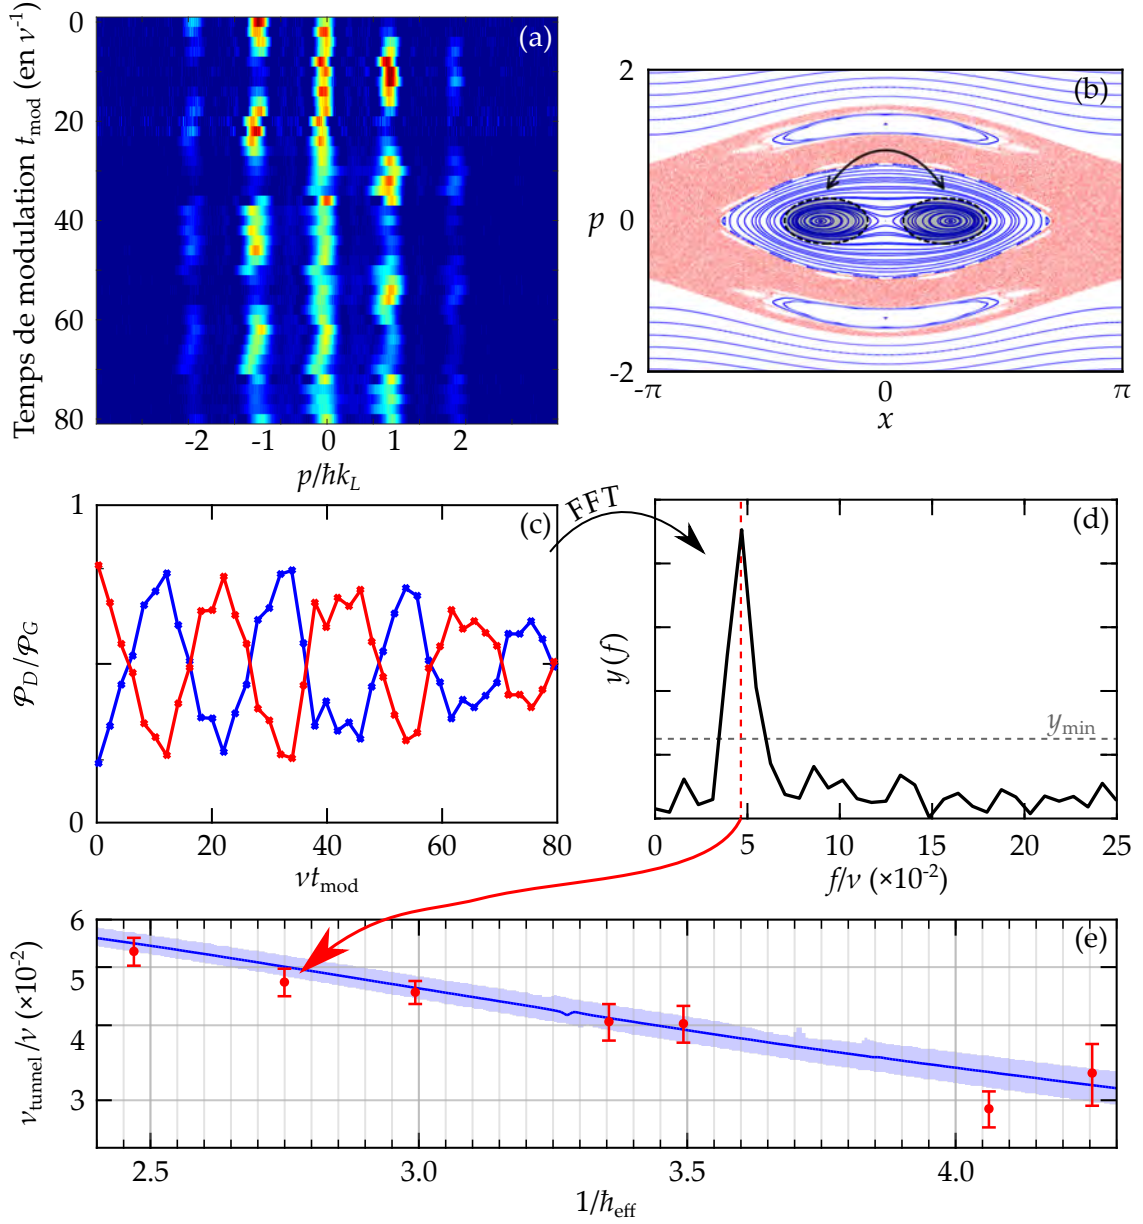 (a)
Temps de modulation t_mod (en ν⁻¹)
0
20
40
60
80
-2 -1 0 1 2
p/ħk_L
(b)
2
p 0
-2
-π 0 π
x
(c)
1
𝒫_D/𝒫_G
0
0 20 40 60 80
νt_mod
FFT
(d)
y(f)
y_min
0 5 10 15 20 25
f/ν (×10⁻²)
(e)
6
5
4
3
ν_tunnel/ν (×10⁻²)
2.5 3.0 3.5 4.0
1/ħ_eff